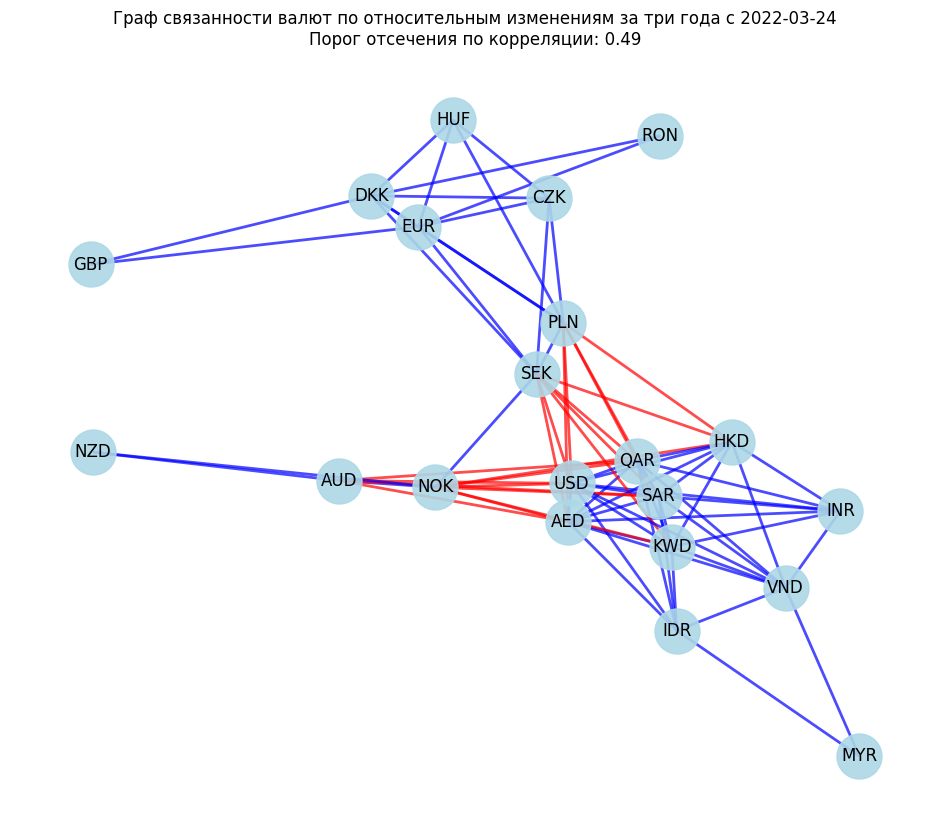 Граф связанности валют по относительным изменениям за три года с 2022-03-24
Порог отсечения по корреляции: 0.49
HUF
RON
DKK
CZK
EUR
GBP
PLN
SEK
HKD
NZD
QAR
AUD
USD
NOK
SAR
INR
AED
KWD
VND
IDR
MYR